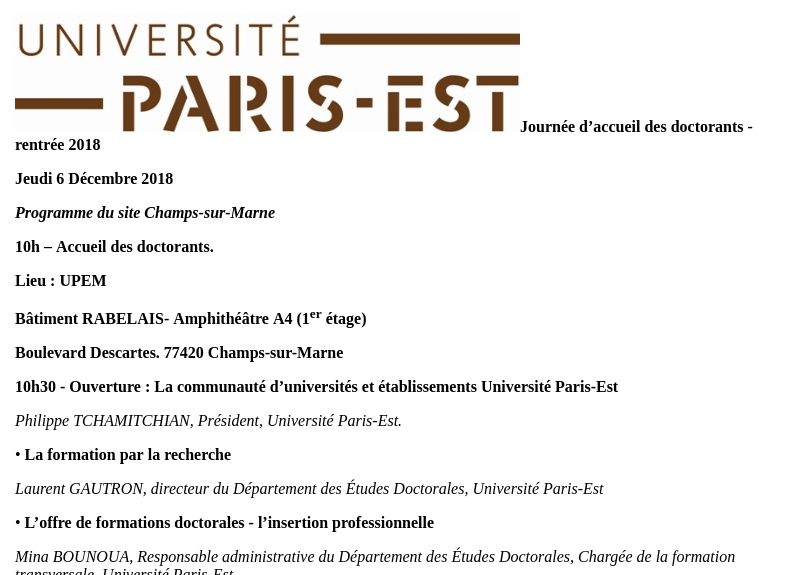 UNIVERSITÉ
PARIS-EST
Journée d’accueil des doctorants -
rentrée 2018
Jeudi 6 Décembre 2018
Programme du site Champs-sur-Marne
10h – Accueil des doctorants.
Lieu : UPEM
Bâtiment RABELAIS- Amphithéâtre A4 (1er étage)
Boulevard Descartes. 77420 Champs-sur-Marne
10h30 - Ouverture : La communauté d’universités et établissements Université Paris-Est
Philippe TCHAMITCHIAN, Président, Université Paris-Est.
• La formation par la recherche
Laurent GAUTRON, directeur du Département des Études Doctorales, Université Paris-Est
• L’offre de formations doctorales - l’insertion professionnelle
Mina BOUNOUA, Responsable administrative du Département des Études Doctorales, Chargée de la formation
transversale, Université Paris-Est